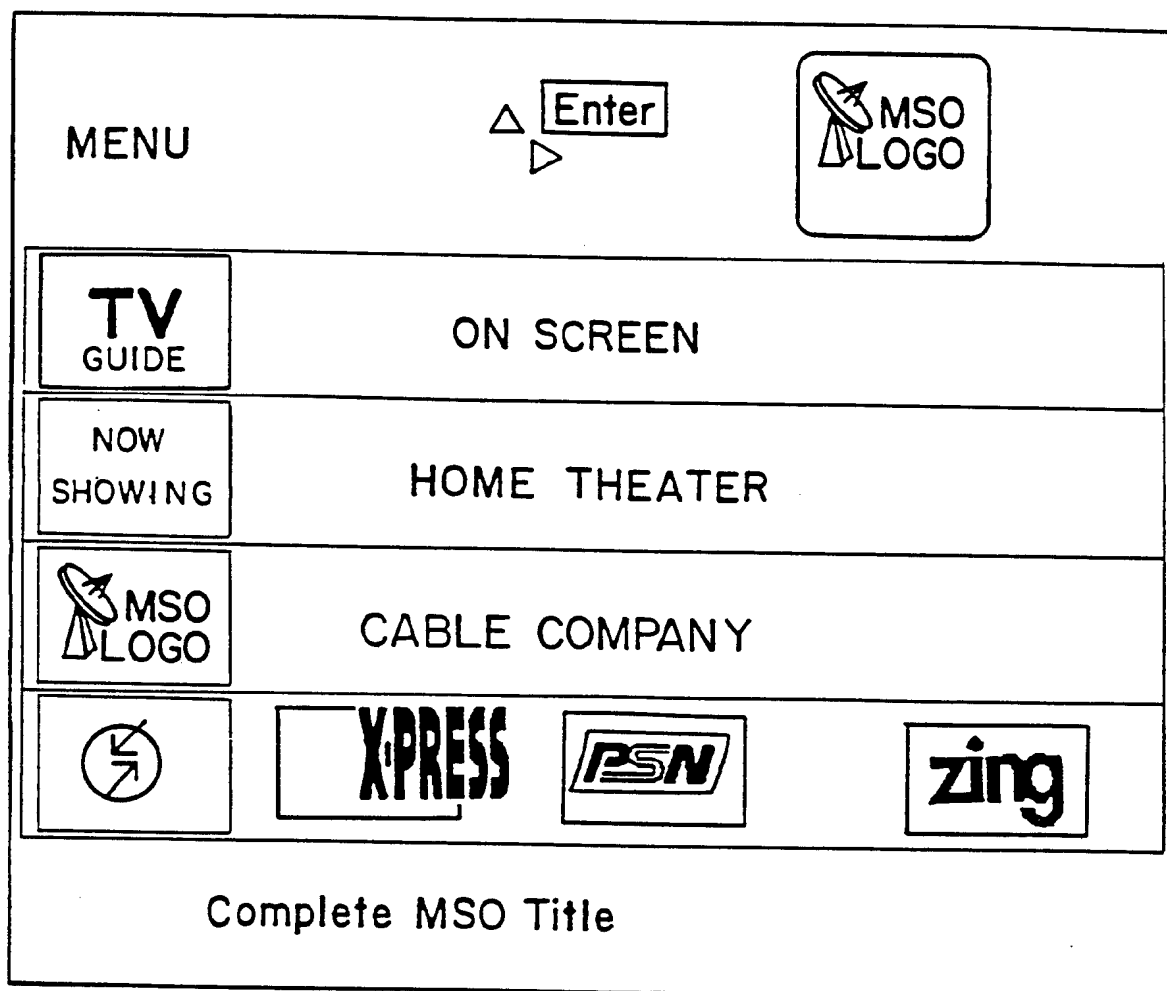 MENU
Enter
MSO
LOGO
TV
GUIDE
ON SCREEN
NOW
SHOWING
HOME THEATER
MSO
LOGO
CABLE COMPANY
X·PRESS
PSN
zing
Complete MSO Title